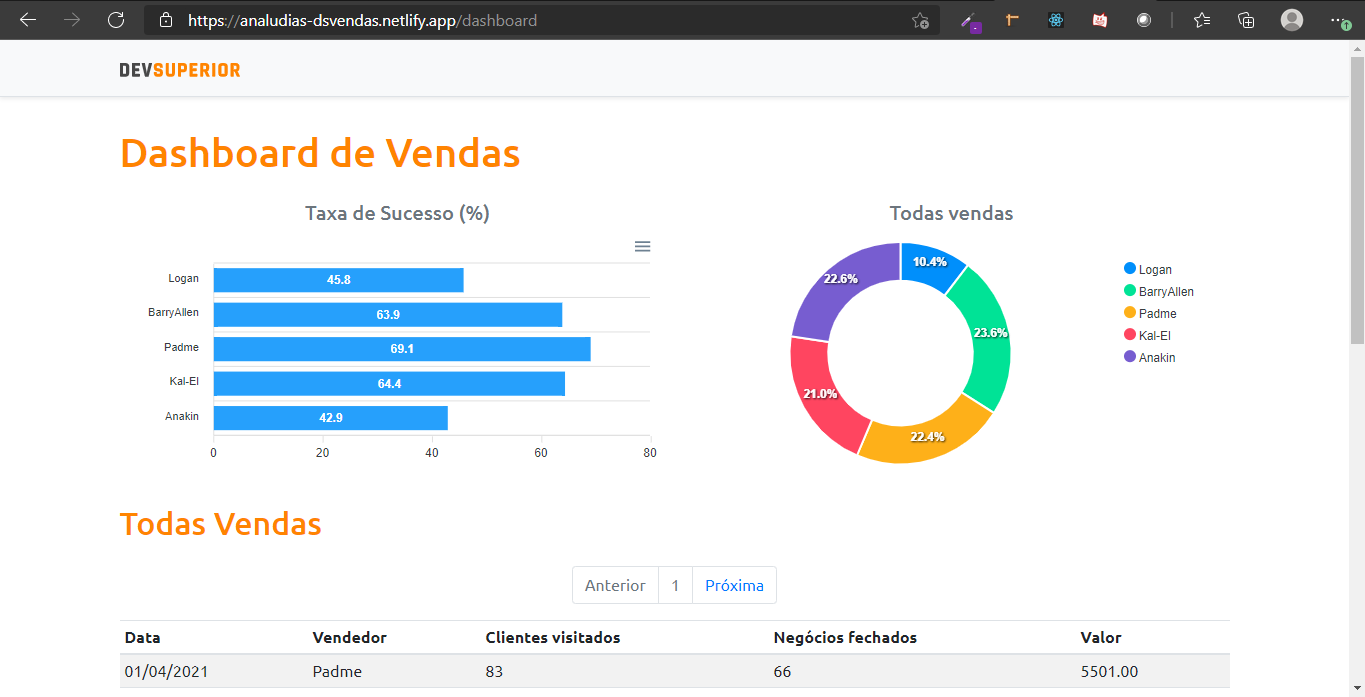 https://analudias-dsvendas.netlify.app/dashboard
DEVSUPERIOR
Dashboard de Vendas
Taxa de Sucesso (%)
Logan
45.8
BarryAllen
63.9
Padme
69.1
Kal-El
64.4
Anakin
42.9
0 20 40 60 80
Todas vendas
10.4%
23.6%
22.4%
21.0%
22.6%
Logan
BarryAllen
Padme
Kal-El
Anakin
Todas Vendas
Anterior 1 Próxima
Data Vendedor Clientes visitados Negócios fechados Valor
01/04/2021 Padme 83 66 5501.00